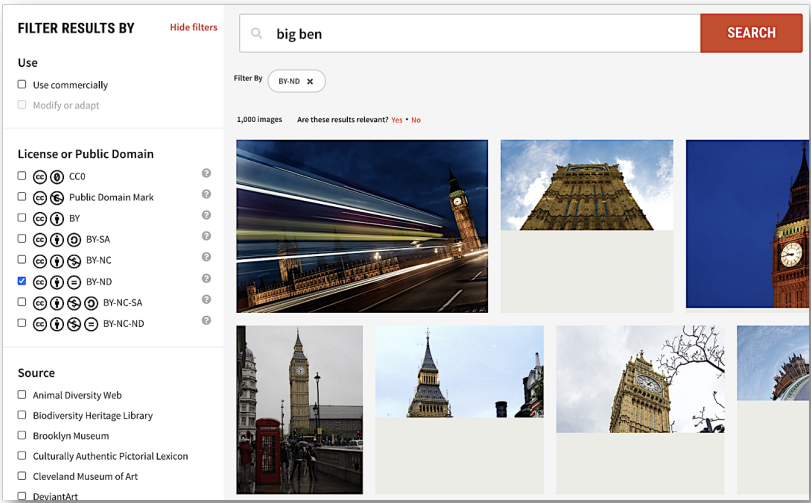 FILTER RESULTS BY
Hide filters
Use
Use commercially
Modify or adapt
License or Public Domain
CC0
Public Domain Mark
BY
BY-SA
BY-NC
BY-ND
BY-NC-SA
BY-NC-ND
Source
Animal Diversity Web
Biodiversity Heritage Library
Brooklyn Museum
Culturally Authentic Pictorial Lexicon
Cleveland Museum of Art
DeviantArt
big ben
SEARCH
Filter By
BY-ND
1,000 images
Are these results relevant? Yes • No